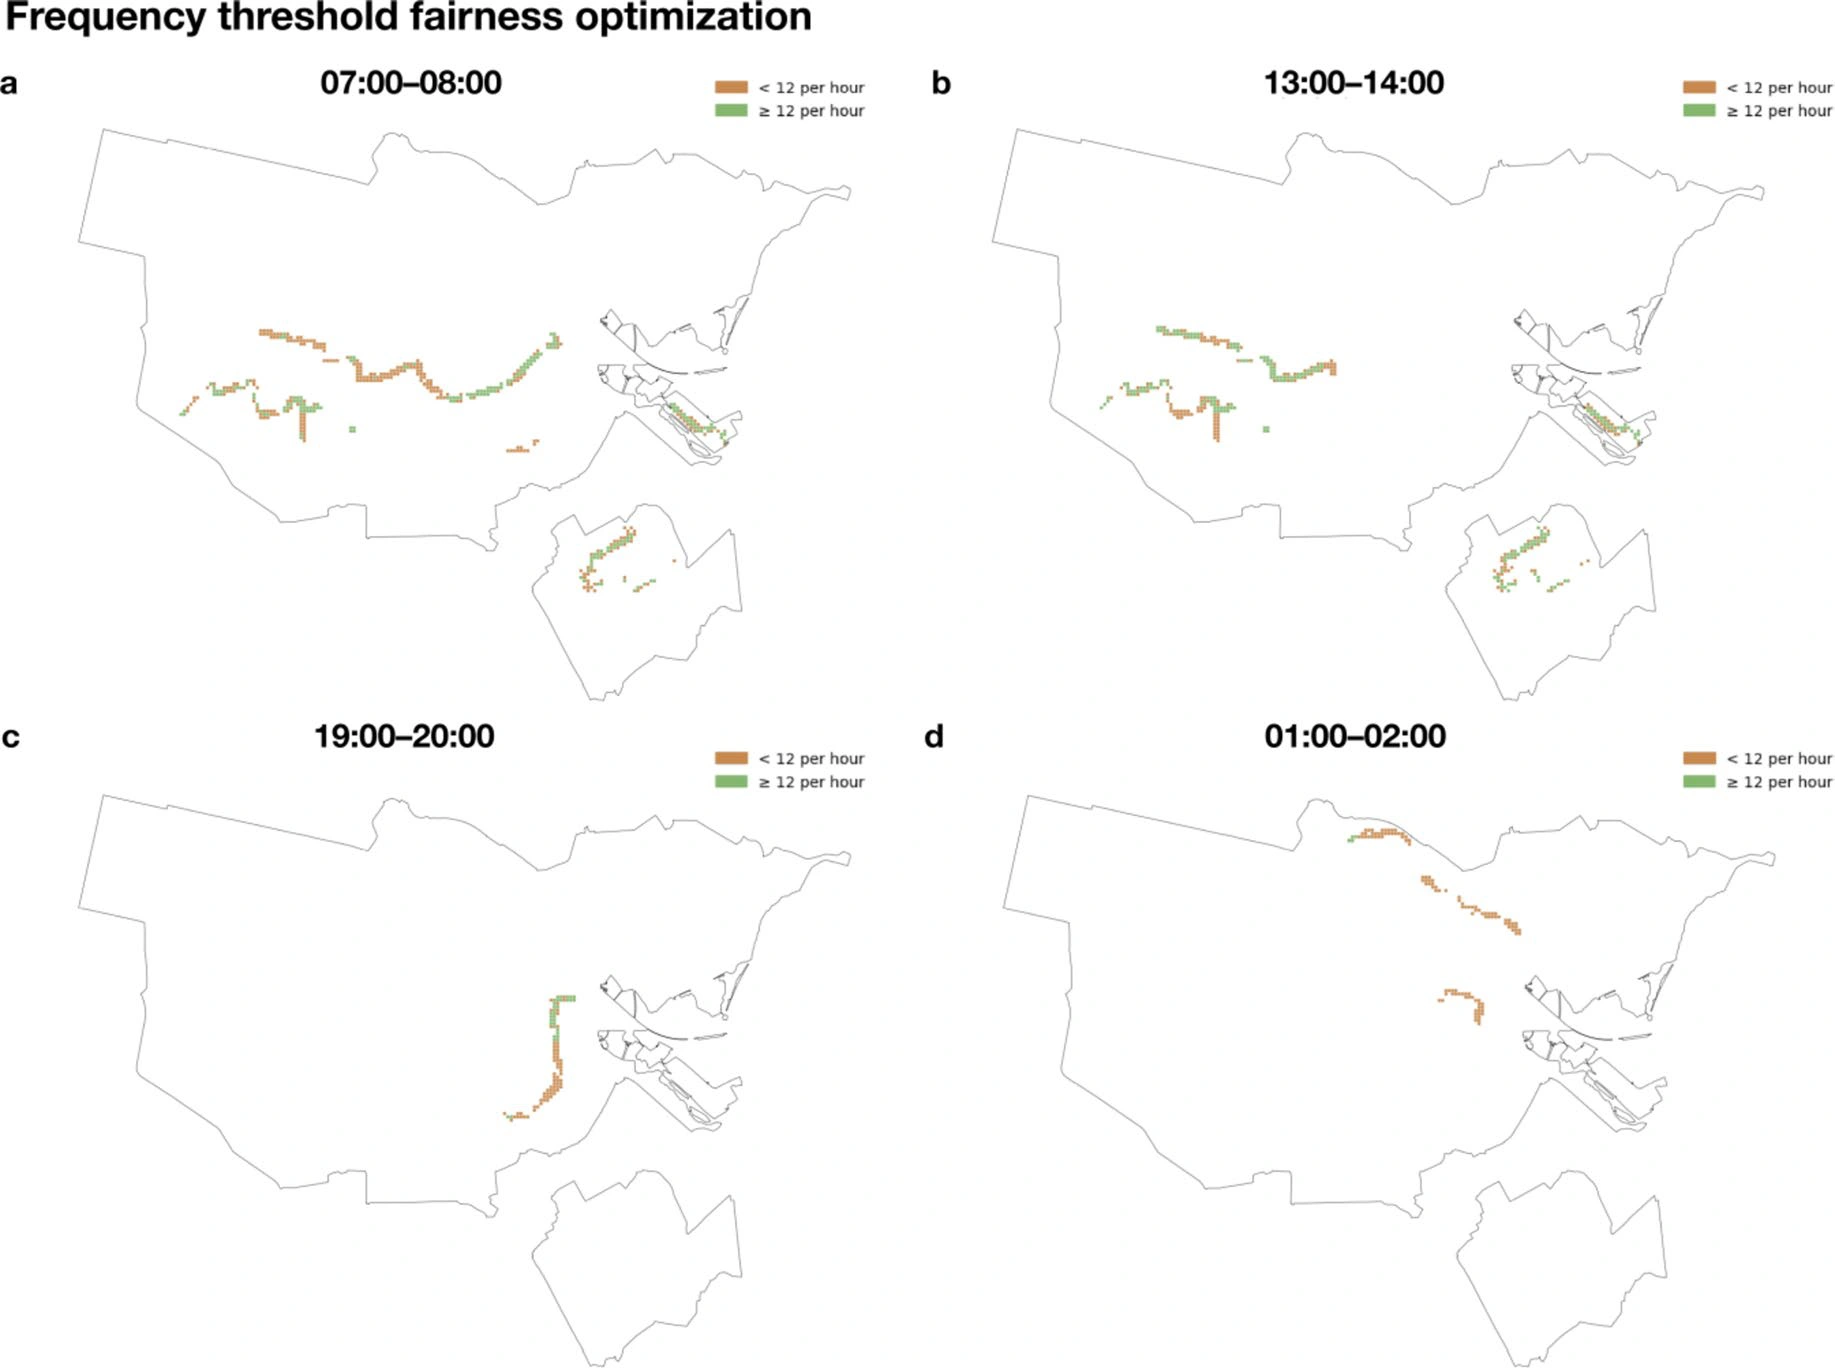 Frequency threshold fairness optimization
a
07:00–08:00
< 12 per hour
≥ 12 per hour
b
13:00–14:00
< 12 per hour
≥ 12 per hour
c
19:00–20:00
< 12 per hour
≥ 12 per hour
d
01:00–02:00
< 12 per hour
≥ 12 per hour